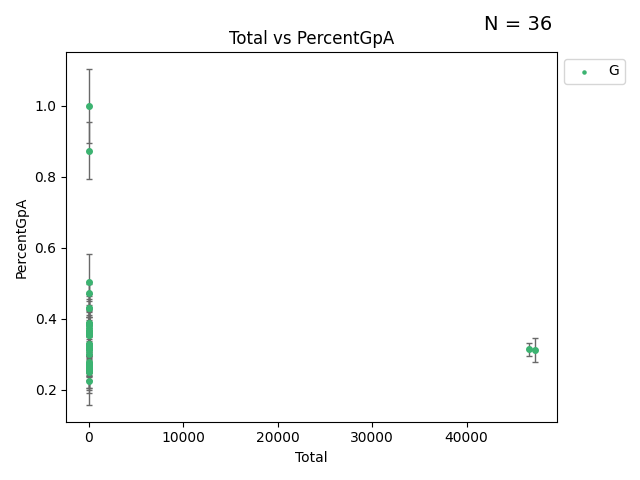 N = 36
Total vs PercentGpA
G
PercentGpA
1.0
0.8
0.6
0.4
0.2
0 10000 20000 30000 40000
Total